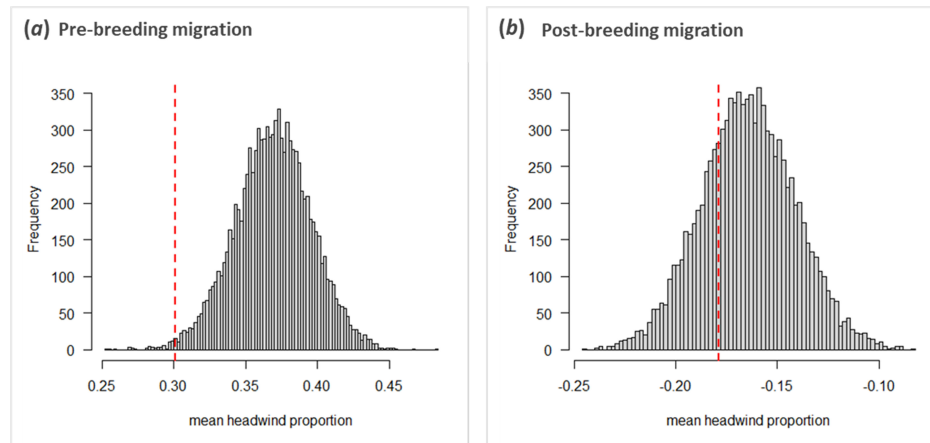 (a) Pre-breeding migration
350
300
250
200
150
100
50
0
Frequency
0.25 0.30 0.35 0.40 0.45
mean headwind proportion
(b) Post-breeding migration
350
300
250
200
150
100
50
0
Frequency
-0.25 -0.20 -0.15 -0.10
mean headwind proportion